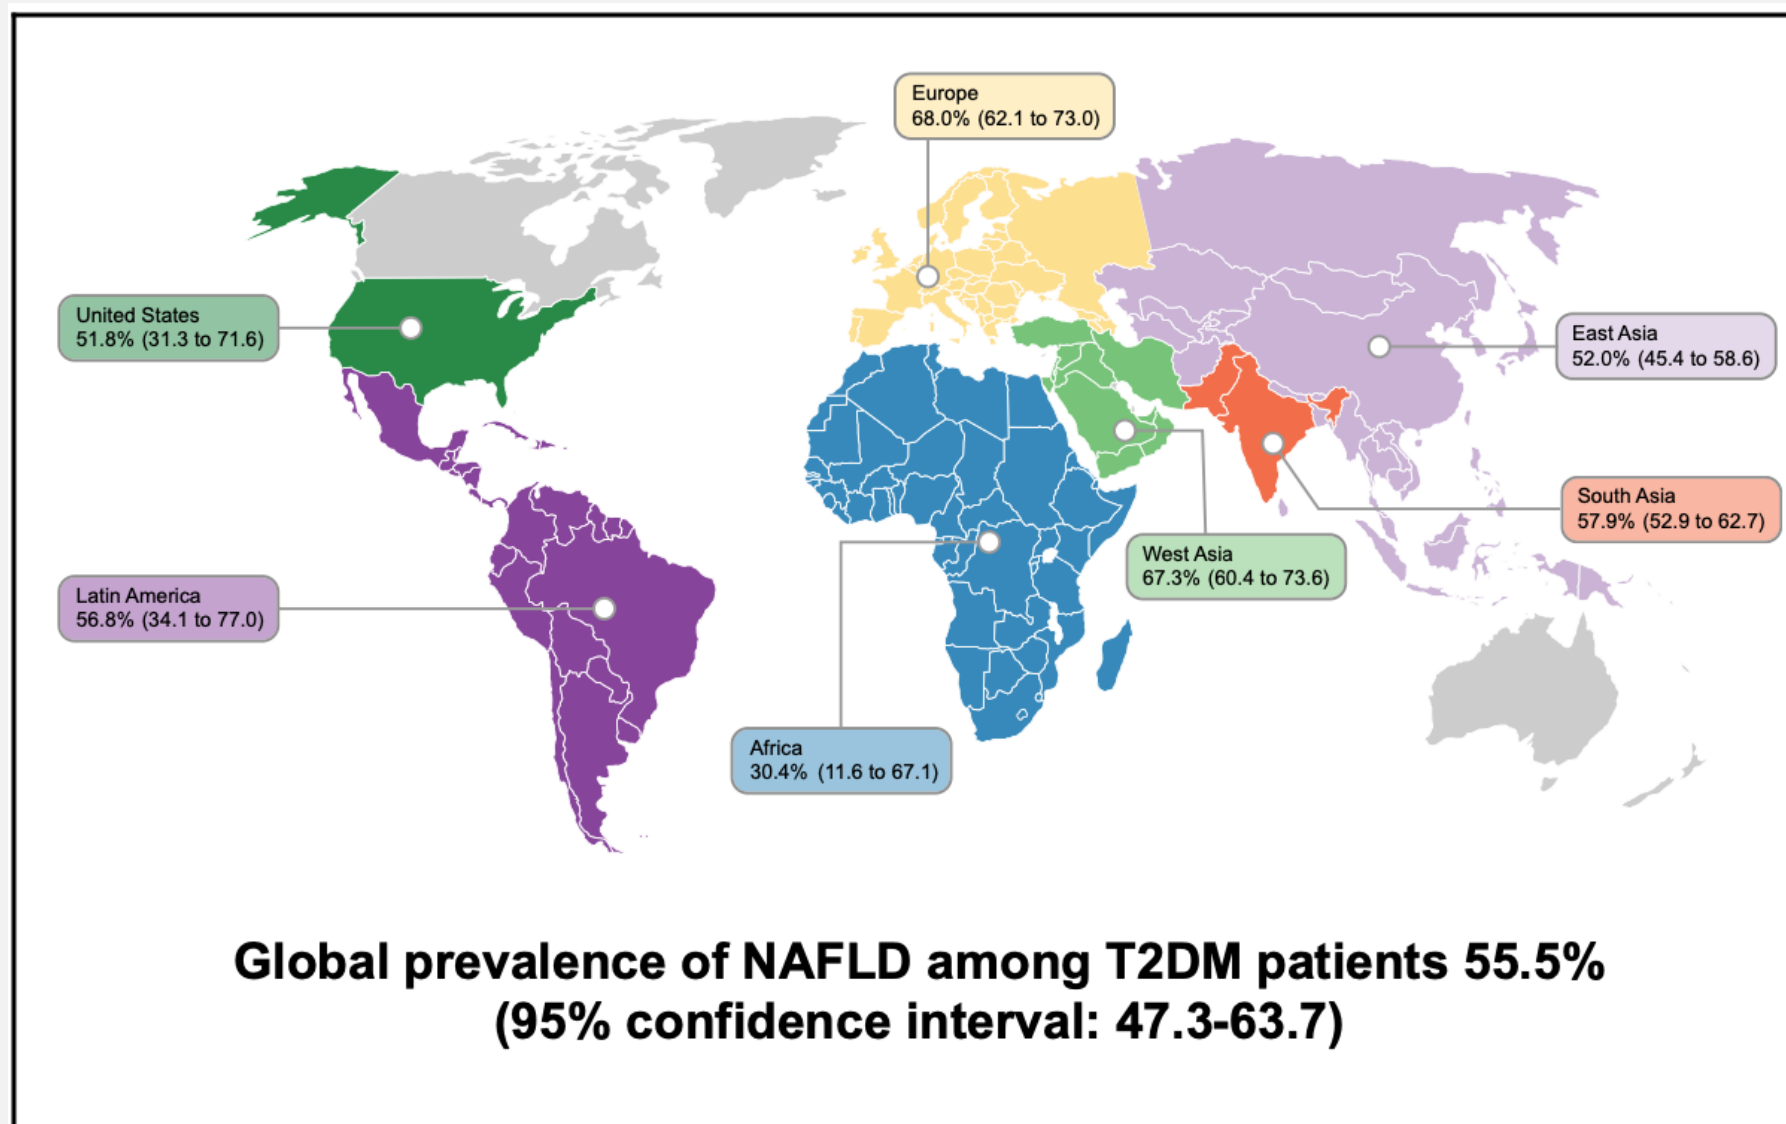 Europe
68.0% (62.1 to 73.0)
United States
51.8% (31.3 to 71.6)
East Asia
52.0% (45.4 to 58.6)
South Asia
57.9% (52.9 to 62.7)
West Asia
67.3% (60.4 to 73.6)
Latin America
56.8% (34.1 to 77.0)
Africa
30.4% (11.6 to 67.1)
Global prevalence of NAFLD among T2DM patients 55.5%
(95% confidence interval: 47.3-63.7)